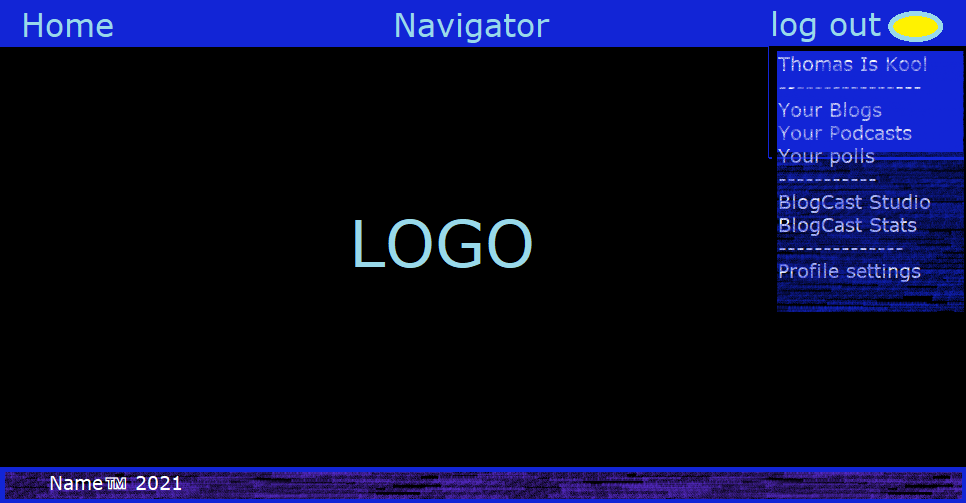 Home
Navigator
log out
Thomas Is Kool
----------------
Your Blogs
Your Podcasts
Your polls
-----------
BlogCast Studio
BlogCast Stats
--------------
Profile settings
LOGO
Name™ 2021